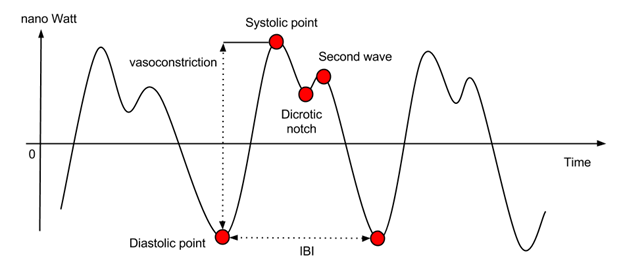 nano Watt
Systolic point
vasoconstriction
Second wave
Dicrotic
notch
0
Time
Diastolic point
IBI